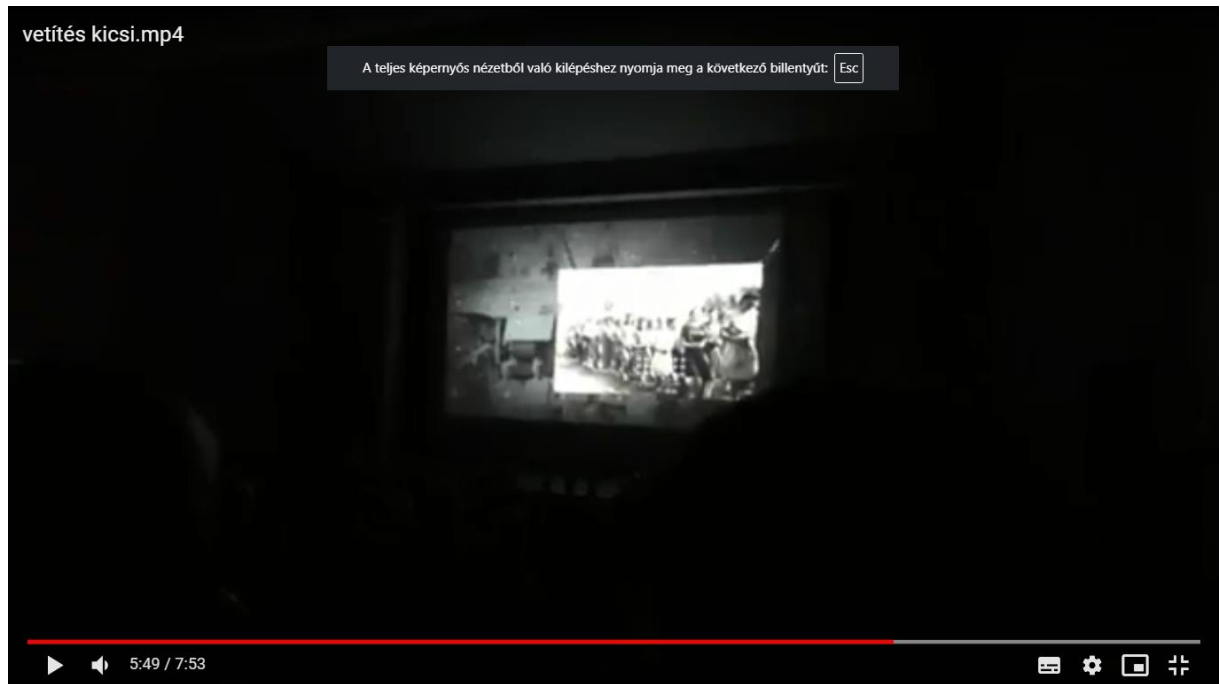 vetítés kicsi.mp4
A teljes képernyős nézetből való kilépéshez nyomja meg a következő billentyűt: Esc
5:49 / 7:53